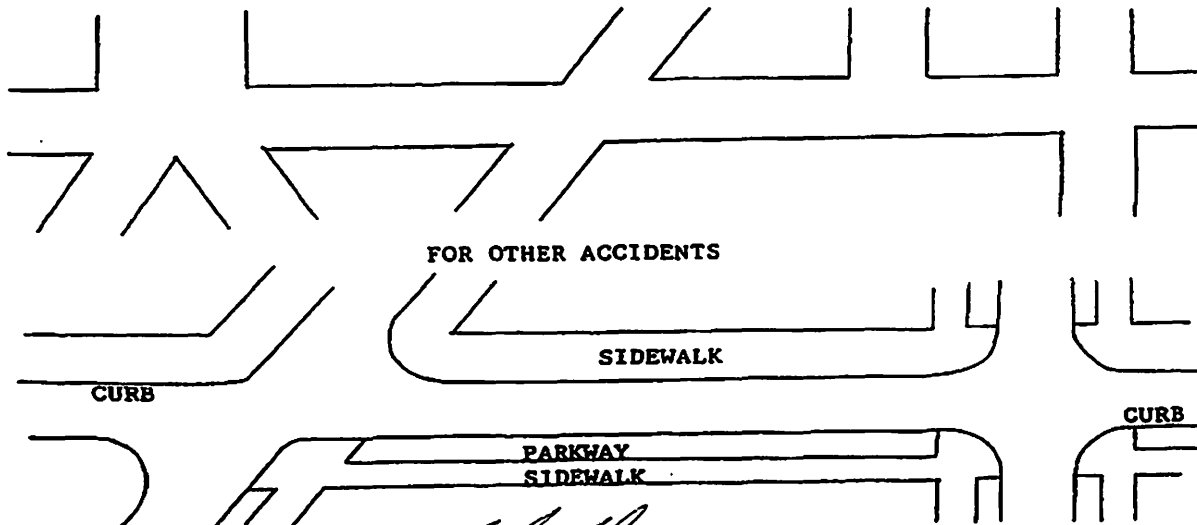 FOR OTHER ACCIDENTS
SIDEWALK
CURB
CURB
PARKWAY
SIDEWALK